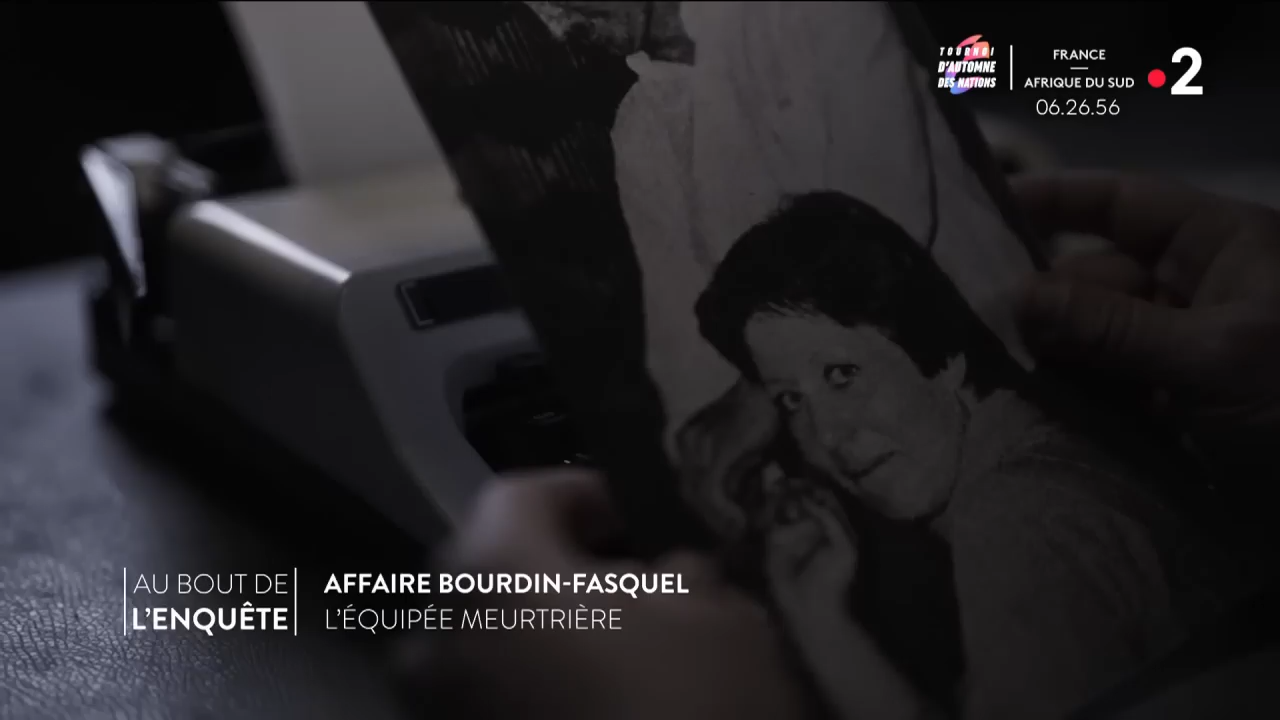 TOURNOI
D'AUTOMNE
DES NATIONS
FRANCE
AFRIQUE DU SUD
06.26.56
2
AU BOUT DE
L'ENQUÊTE
AFFAIRE BOURDIN-FASQUEL
L'ÉQUIPÉE MEURTRIÈRE